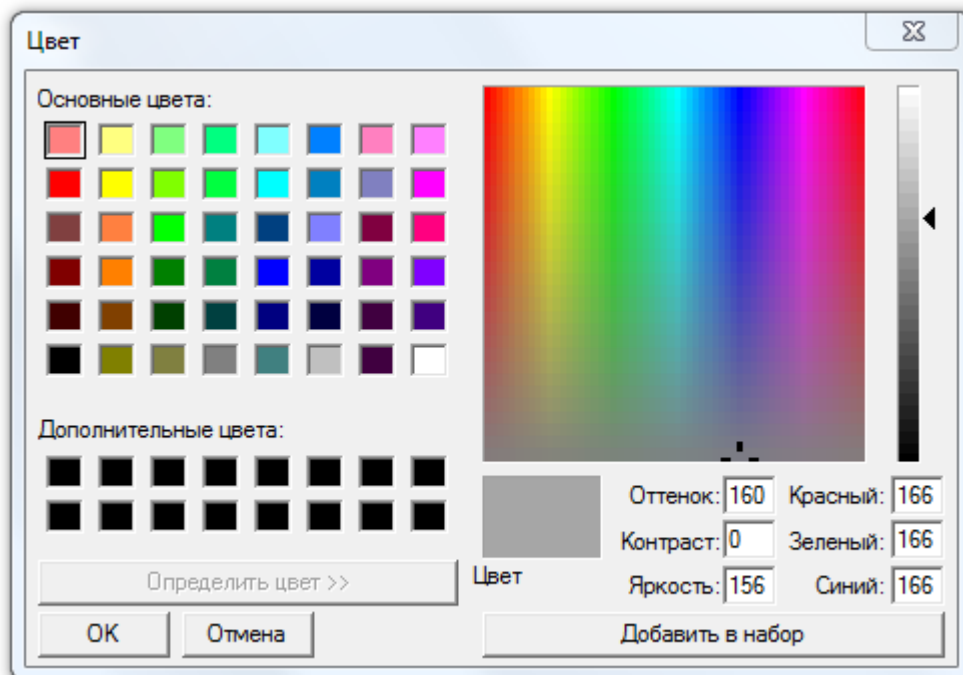 Цвет
Основные цвета:
Дополнительные цвета:
Определить цвет >>
OK
Отмена
Цвет
Оттенок: 160
Красный: 166
Контраст: 0
Зеленый: 166
Яркость: 156
Синий: 166
Добавить в набор